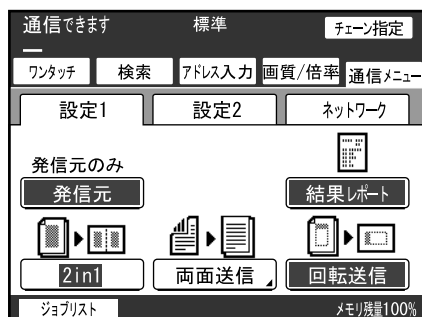 通信できます 標準 チェーン指定
ワンタッチ 検索 アドレス入力 画質/倍率 通信メニュー
設定1 設定2 ネットワーク
発信元のみ
発信元 結果レポート
2in1 両面送信 回転送信
ジョブリスト メモリ残量100%